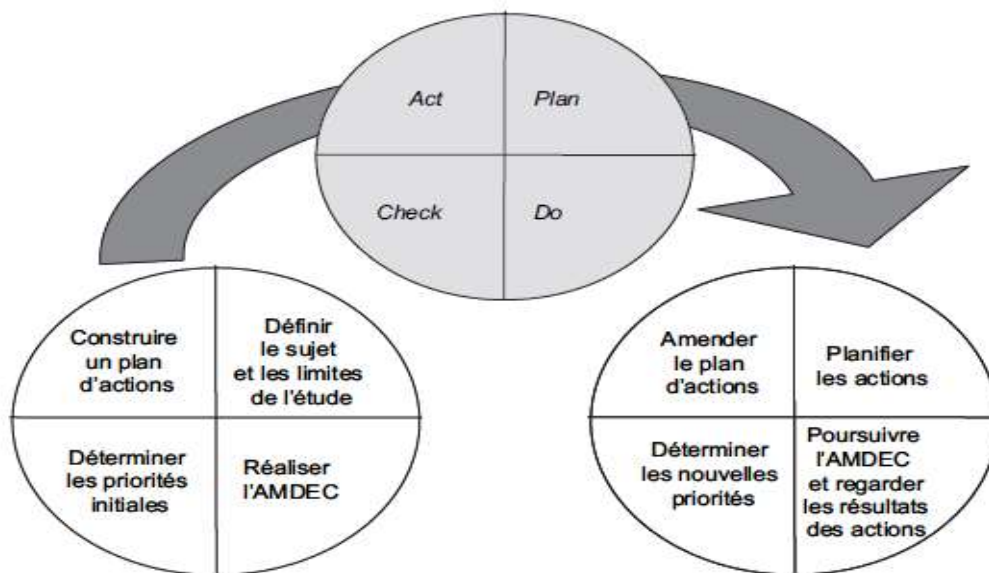 Act
Plan
Check
Do
Construire
un plan
d'actions
Définir
le sujet
et les limites
de l'étude
Déterminer
les priorités
initiales
Réaliser
l'AMDEC
Amender
le plan
d'actions
Planifier
les actions
Déterminer
les nouvelles
priorités
Poursuivre
l'AMDEC
et regarder
les résultats
des actions